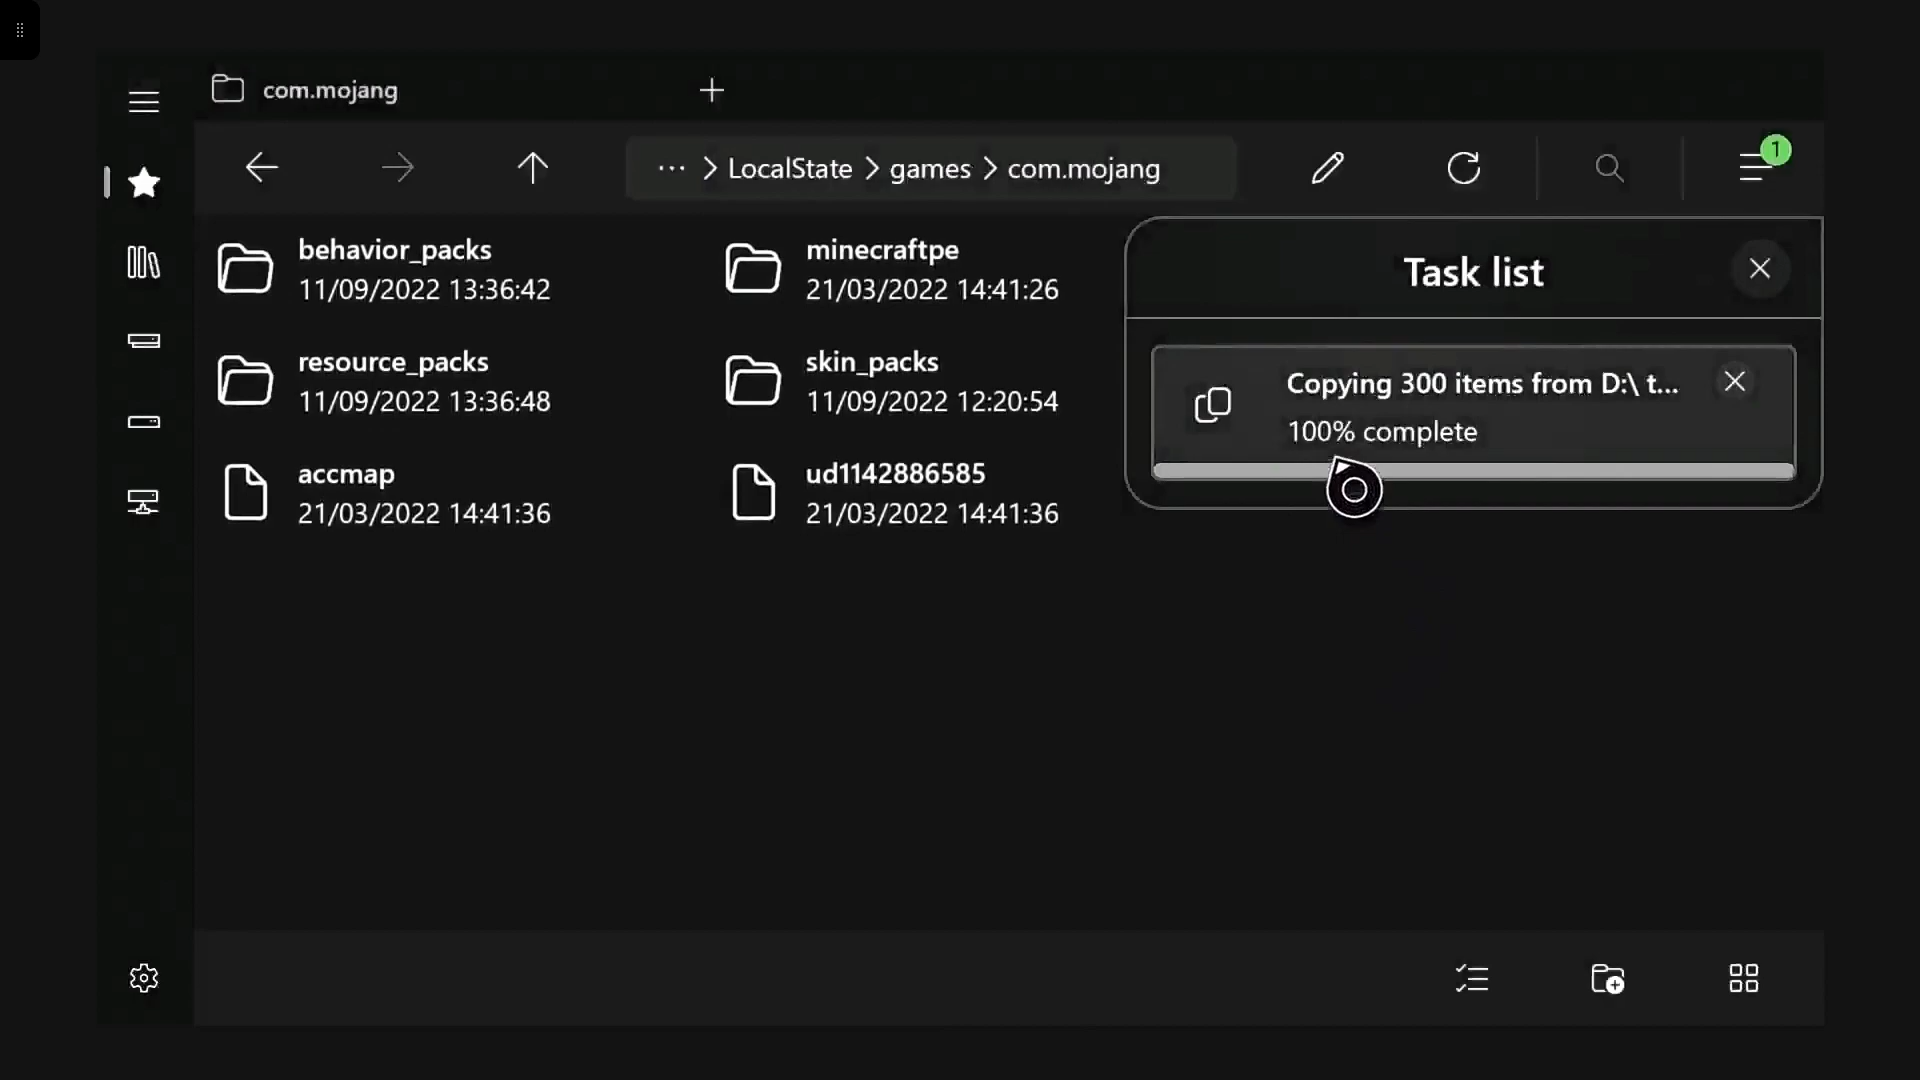 com.mojang
... > LocalState > games > com.mojang
1
behavior_packs
11/09/2022 13:36:42
minecraftpe
21/03/2022 14:41:26
resource_packs
11/09/2022 13:36:48
skin_packs
11/09/2022 12:20:54
accmap
21/03/2022 14:41:36
ud1142886585
21/03/2022 14:41:36
Task list
Copying 300 items from D:\ t...
100% complete